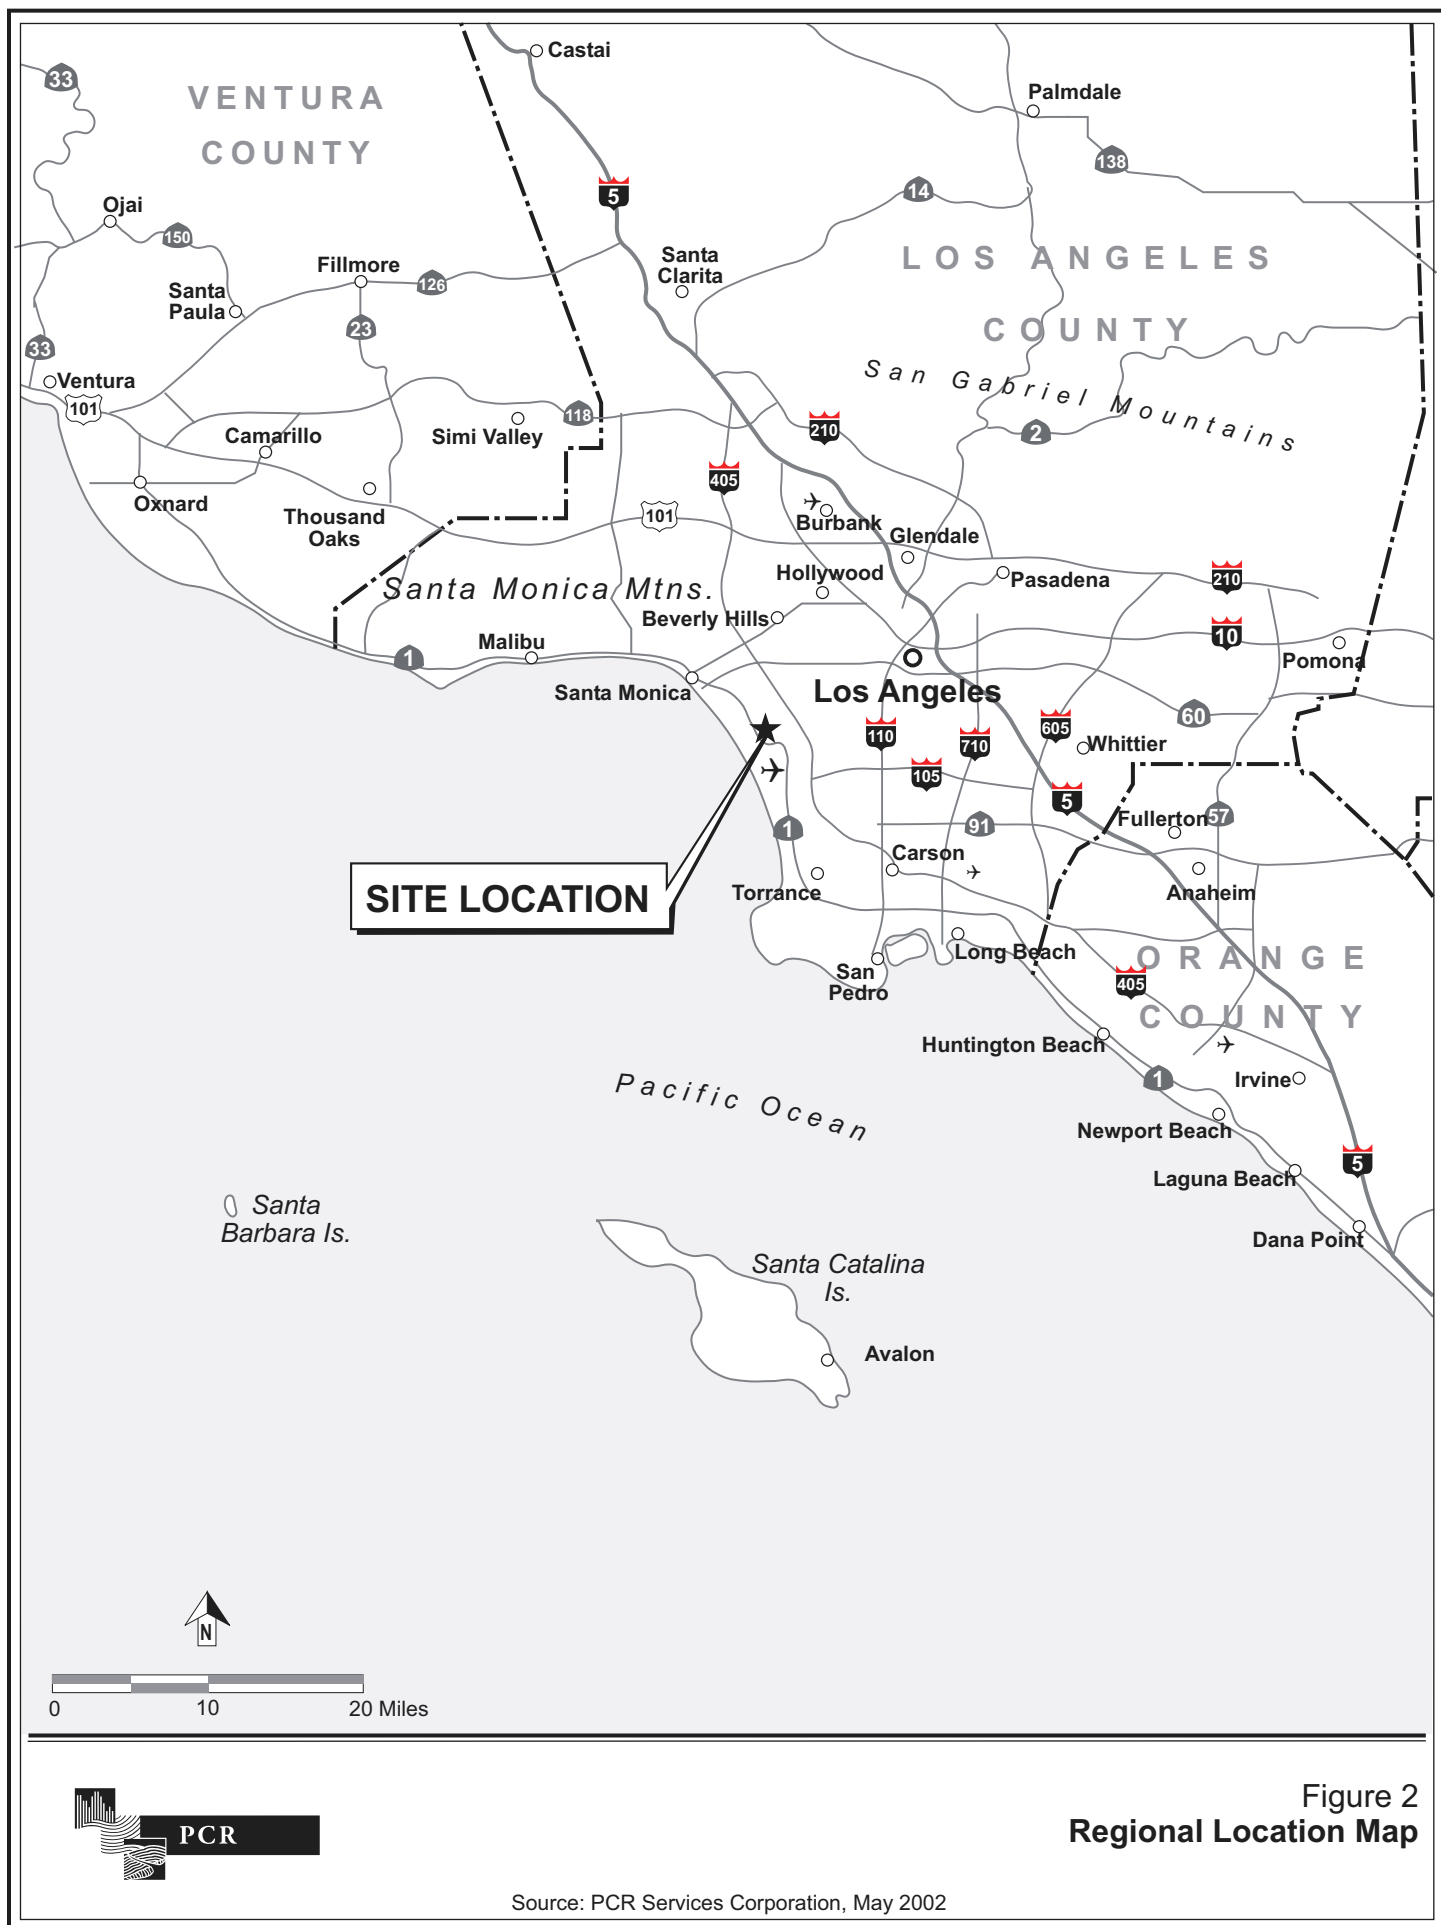 Castai
33
VENTURA
COUNTY
Palmdale
138
5
14
Ojai
150
LOS ANGELES
COUNTY
Santa
Clarita
Fillmore
126
Santa
Paula
23
33
Ventura
101
San Gabriel Mountains
118
Simi Valley
Camarillo
210
2
405
Oxnard
Thousand
Oaks
101
Burbank
Glendale
Hollywood
Pasadena
210
Santa Monica Mtns.
Beverly Hills
10
Malibu
1
Pomona
Santa Monica
Los Angeles
60
110
710
605
Whittier
105
5
Fullerton
57
1
91
Carson
Torrance
Anaheim
SITE LOCATION
Long Beach
San
Pedro
ORANGE
COUNTY
405
Huntington Beach
1
Irvine
Pacific Ocean
Newport Beach
5
Laguna Beach
Santa
Barbara Is.
Dana Point
Santa Catalina
Is.
Avalon
N
0 10 20 Miles
PCR
Figure 2
Regional Location Map
Source: PCR Services Corporation, May 2002